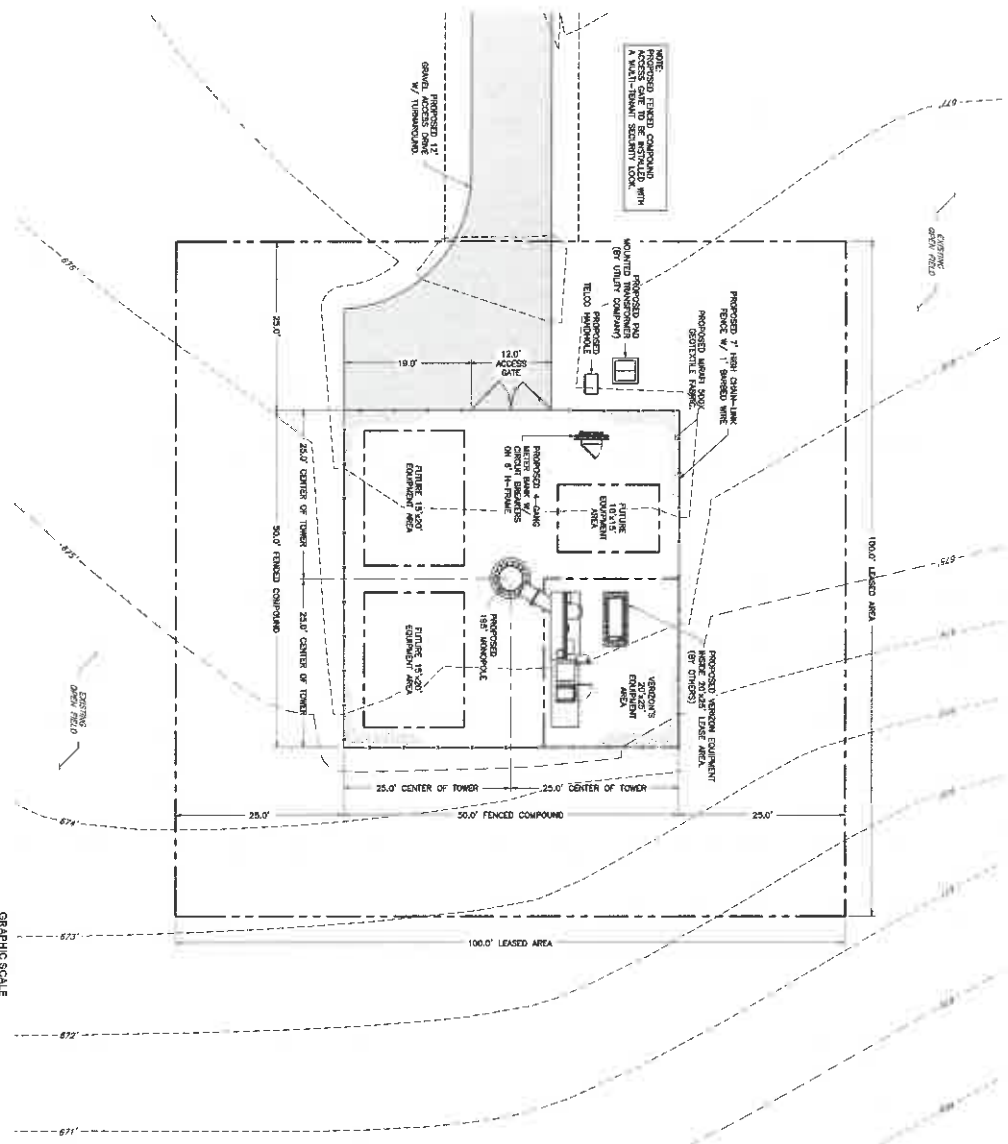 NOTE:
PROPOSED FENCED COMPOUND
ACCESS GATE TO BE INSTALLED WITH
A MULTI-TENANT SECURITY LOCK.
PROPOSED 12'
GRAVEL ACCESS DRIVE
W/ TURNAROUND.
677
EXISTING
OPEN FIELD
676'
PROPOSED PAD
MOUNTED TRANSFORMER
(BY UTILITY COMPANY)
PROPOSED
TELCO HANDHOLE
PROPOSED 7' HIGH CHAIN-LINK
FENCE W/ 1' BARBED WIRE
PROPOSED MIRAFI 500X
GEOTEXTILE FABRIC
25.0'
19.0'
12.0'
ACCESS
GATE
PROPOSED 4-GANG
METER BANK W/
CIRCUIT BREAKERS
ON 6' H-FRAME
FUTURE
10'x15'
EQUIPMENT
AREA
FUTURE 15'x20'
EQUIPMENT AREA
25.0' CENTER OF TOWER
50.0' FENCED COMPOUND
25.0' CENTER OF TOWER
100.0' LEASED AREA
675'
675
PROPOSED
195' MONOPOLE
FUTURE 15'x20'
EQUIPMENT AREA
VERIZON'S
20'x25'
EQUIPMENT
AREA
PROPOSED VERIZON EQUIPMENT
INSIDE 20'x25' LEASE AREA.
(BY OTHERS)
EXISTING
OPEN FIELD
25.0' CENTER OF TOWER
25.0' CENTER OF TOWER
674'
25.0'
50.0' FENCED COMPOUND
25.0'
673'
100.0' LEASED AREA
GRAPHIC SCALE
672'
671'